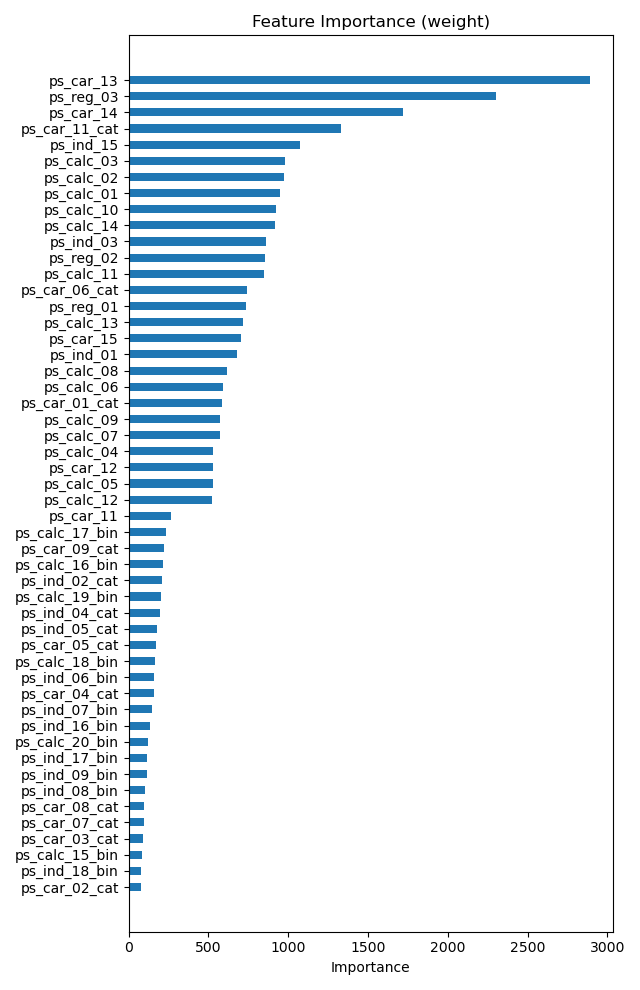 Feature Importance (weight)
ps_car_13
ps_reg_03
ps_car_14
ps_car_11_cat
ps_ind_15
ps_calc_03
ps_calc_02
ps_calc_01
ps_calc_10
ps_calc_14
ps_ind_03
ps_reg_02
ps_calc_11
ps_car_06_cat
ps_reg_01
ps_calc_13
ps_car_15
ps_ind_01
ps_calc_08
ps_calc_06
ps_car_01_cat
ps_calc_09
ps_calc_07
ps_calc_04
ps_car_12
ps_calc_05
ps_calc_12
ps_car_11
ps_calc_17_bin
ps_car_09_cat
ps_calc_16_bin
ps_ind_02_cat
ps_calc_19_bin
ps_ind_04_cat
ps_ind_05_cat
ps_car_05_cat
ps_calc_18_bin
ps_ind_06_bin
ps_car_04_cat
ps_ind_07_bin
ps_ind_16_bin
ps_calc_20_bin
ps_ind_17_bin
ps_ind_09_bin
ps_ind_08_bin
ps_car_08_cat
ps_car_07_cat
ps_car_03_cat
ps_calc_15_bin
ps_ind_18_bin
ps_car_02_cat
0 500 1000 1500 2000 2500 3000
Importance